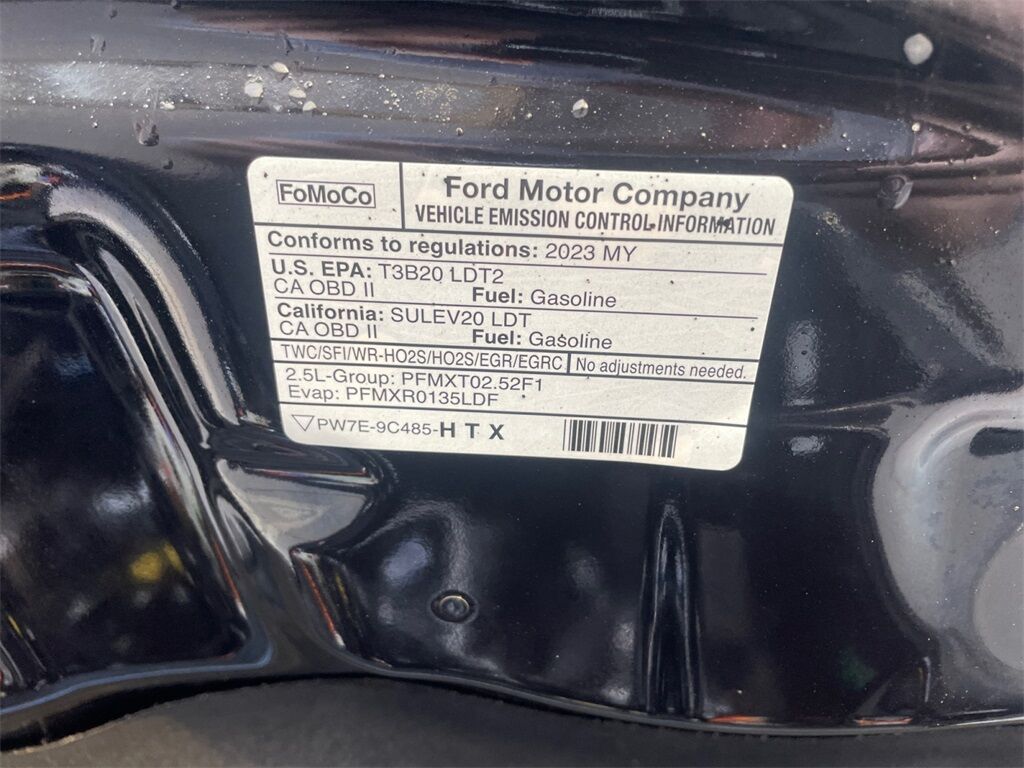 FoMoCo
Ford Motor Company
VEHICLE EMISSION CONTROL INFORMATION
Conforms to regulations: 2023 MY
U.S. EPA: T3B20 LDT2
CA OBD II Fuel: Gasoline
California: SULEV20 LDT
CA OBD II Fuel: Gasoline
TWC/SFI/WR-HO2S/HO2S/EGR/EGRC No adjustments needed.
2.5L-Group: PFMXT02.52F1
Evap: PFMXR0135LDF
PW7E-9C485-H T X